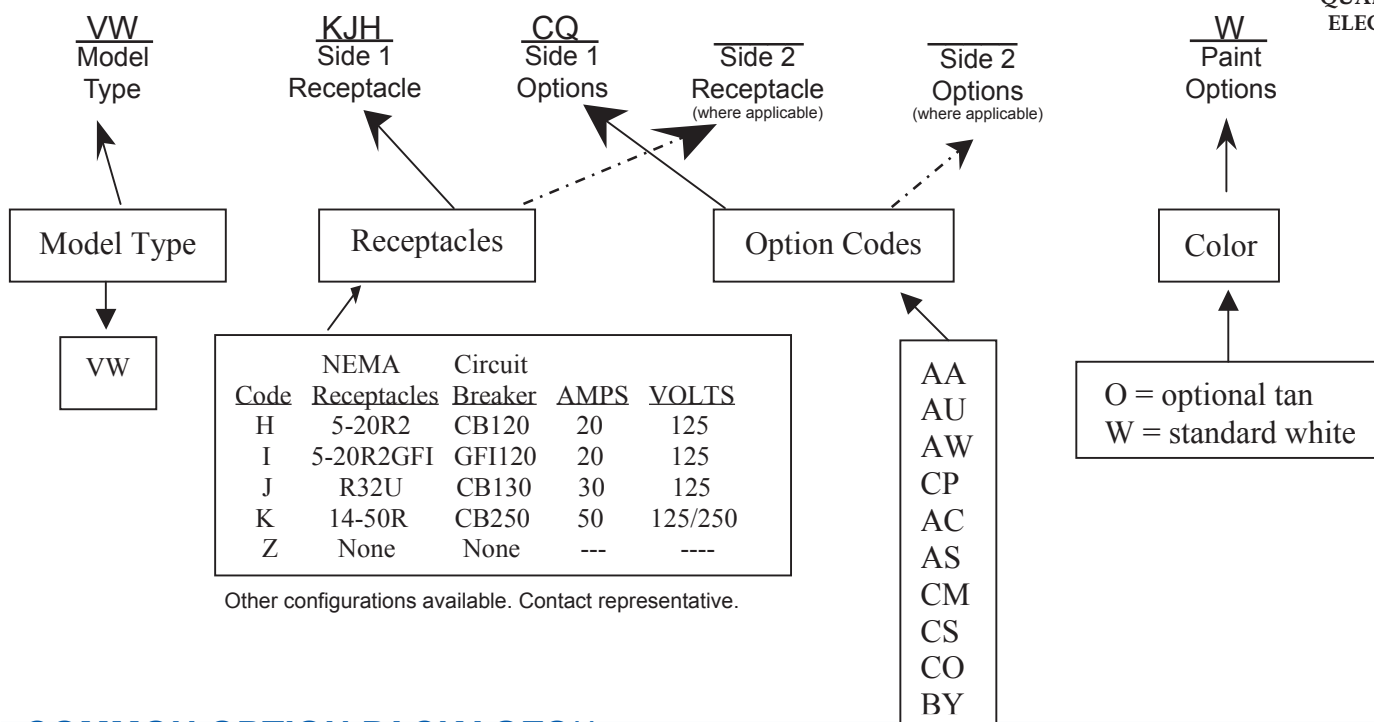 QUA
ELEC
VW
Model
Type
KJH
Side 1
Receptacle
CQ
Side 1
Options
Side 2
Receptacle
(where applicable)
Side 2
Options
(where applicable)
W
Paint
Options
Model Type
Receptacles
Option Codes
Color
VW
NEMA Circuit
Code Receptacles Breaker AMPS VOLTS
H 5-20R2 CB120 20 125
I 5-20R2GFI GFI120 20 125
J R32U CB130 30 125
K 14-50R CB250 50 125/250
Z None None --- ----
Other configurations available. Contact representative.
AA
AU
AW
CP
AC
AS
CM
CS
CO
BY
O = optional tan
W = standard white